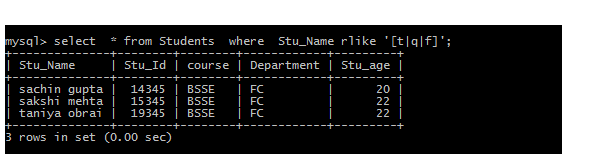 mysql> select  * from Students  where  Stu_Name rlike '[t|q|f]';
+--------------+--------+--------+------------+---------+
| Stu_Name     | Stu_Id | course | Department | Stu_age |
+--------------+--------+--------+------------+---------+
| sachin gupta |  14345 | BSSE   | FC         |      20 |
| sakshi mehta |  15345 | BSSE   | FC         |      22 |
| taniya obrai |  19345 | BSSE   | FC         |      22 |
+--------------+--------+--------+------------+---------+
3 rows in set (0.00 sec)